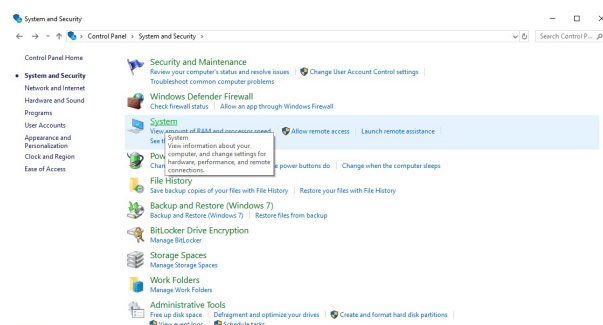 System and Security
Control Panel > System and Security
Search Control P...
Control Panel Home
System and Security
Network and Internet
Hardware and Sound
Programs
User Accounts
Appearance and
Personalization
Clock and Region
Ease of Access
Security and Maintenance
Review your computer's status and resolve issues | Change User Account Control settings |
Troubleshoot common computer problems
Windows Defender Firewall
Check firewall status | Allow an app through Windows Firewall
System
View amount of RAM and processor speed | Allow remote access | Launch remote assistance |
See th
System
View information about your
computer, and change settings for
hardware, performance, and remote
connections.
Pow
Chan
e power buttons do | Change when the computer sleeps
File History
Save backup copies of your files with File History | Restore your files with File History
Backup and Restore (Windows 7)
Backup and Restore (Windows 7) | Restore files from backup
BitLocker Drive Encryption
Manage BitLocker
Storage Spaces
Manage Storage Spaces
Work Folders
Manage Work Folders
Administrative Tools
Free up disk space | Defragment and optimize your drives | Create and format hard disk partitions |
View event logs | Schedule tasks